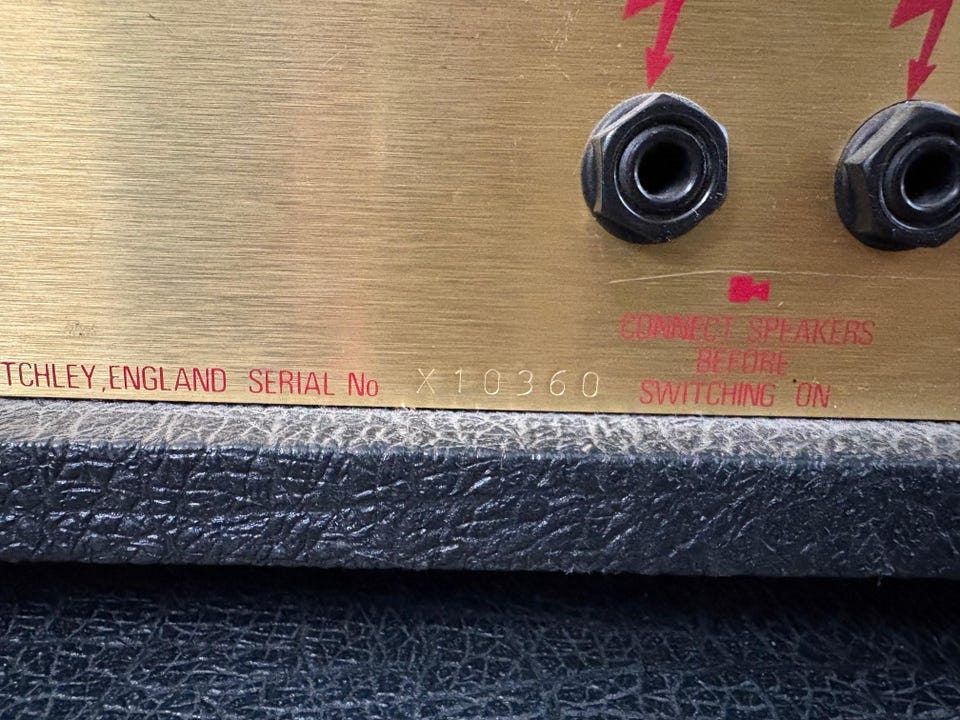 TCHLEY, ENGLAND SERIAL No X10360
CONNECT SPEAKERS
BEFORE
SWITCHING ON